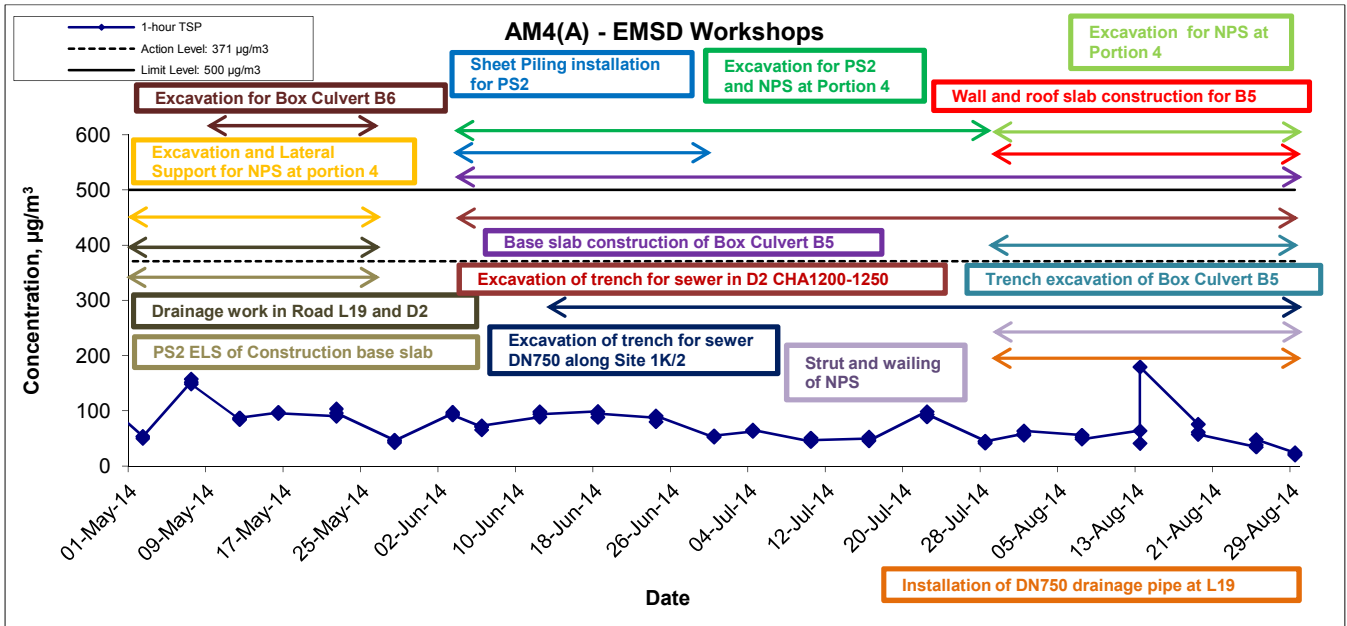 AM4(A) - EMSD Workshops
1-hour TSP
Action Level: 371 µg/m3
Limit Level: 500 µg/m3
Excavation for NPS at
Portion 4
Sheet Piling installation
for PS2
Excavation for PS2
and NPS at Portion 4
Excavation for Box Culvert B6
Wall and roof slab construction for B5
Excavation and Lateral
Support for NPS at portion 4
Base slab construction of Box Culvert B5
Excavation of trench for sewer in D2 CHA1200-1250
Trench excavation of Box Culvert B5
Drainage work in Road L19 and D2
PS2 ELS of Construction base slab
Excavation of trench for sewer
DN750 along Site 1K/2
Strut and wailing
of NPS
Concentration, µg/m³
600
500
400
300
200
100
0
01-May-14
09-May-14
17-May-14
25-May-14
02-Jun-14
10-Jun-14
18-Jun-14
26-Jun-14
04-Jul-14
12-Jul-14
20-Jul-14
28-Jul-14
05-Aug-14
13-Aug-14
21-Aug-14
29-Aug-14
Date
Installation of DN750 drainage pipe at L19